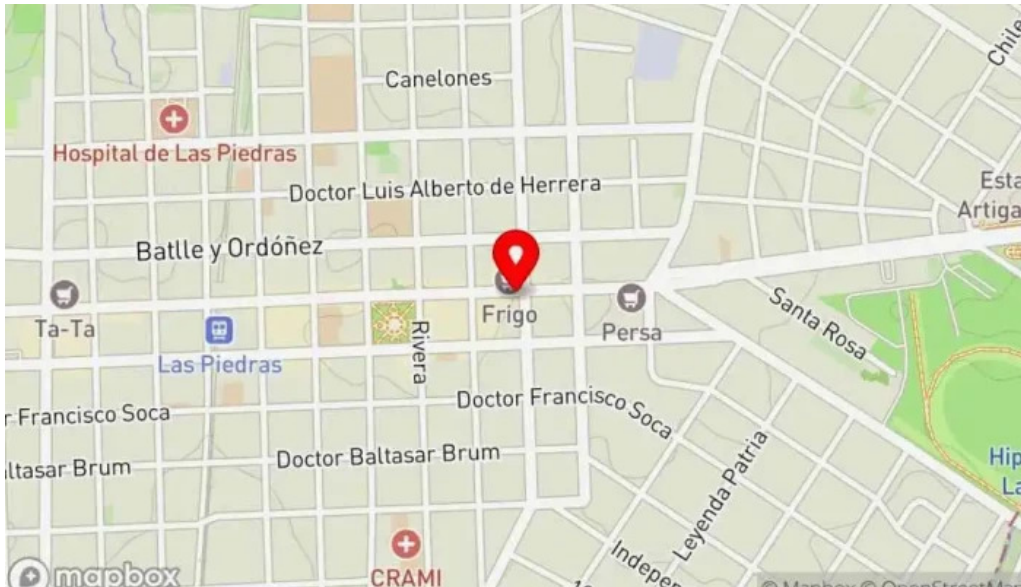 Canelones
Chile
Hospital de Las Piedras
Doctor Luis Alberto de Herrera
Esta
Artiga
Batlle y Ordóñez
Ta-Ta
Frigo
Persa
Santa Rosa
Las Piedras
Rivera
r Francisco Soca
Doctor Francisco Soca
altasar Brum
Doctor Baltasar Brum
Leyenda Patria
Hip
La
CRAMI
Indeper
mapbox
© Mapbox © OpenStreetMap